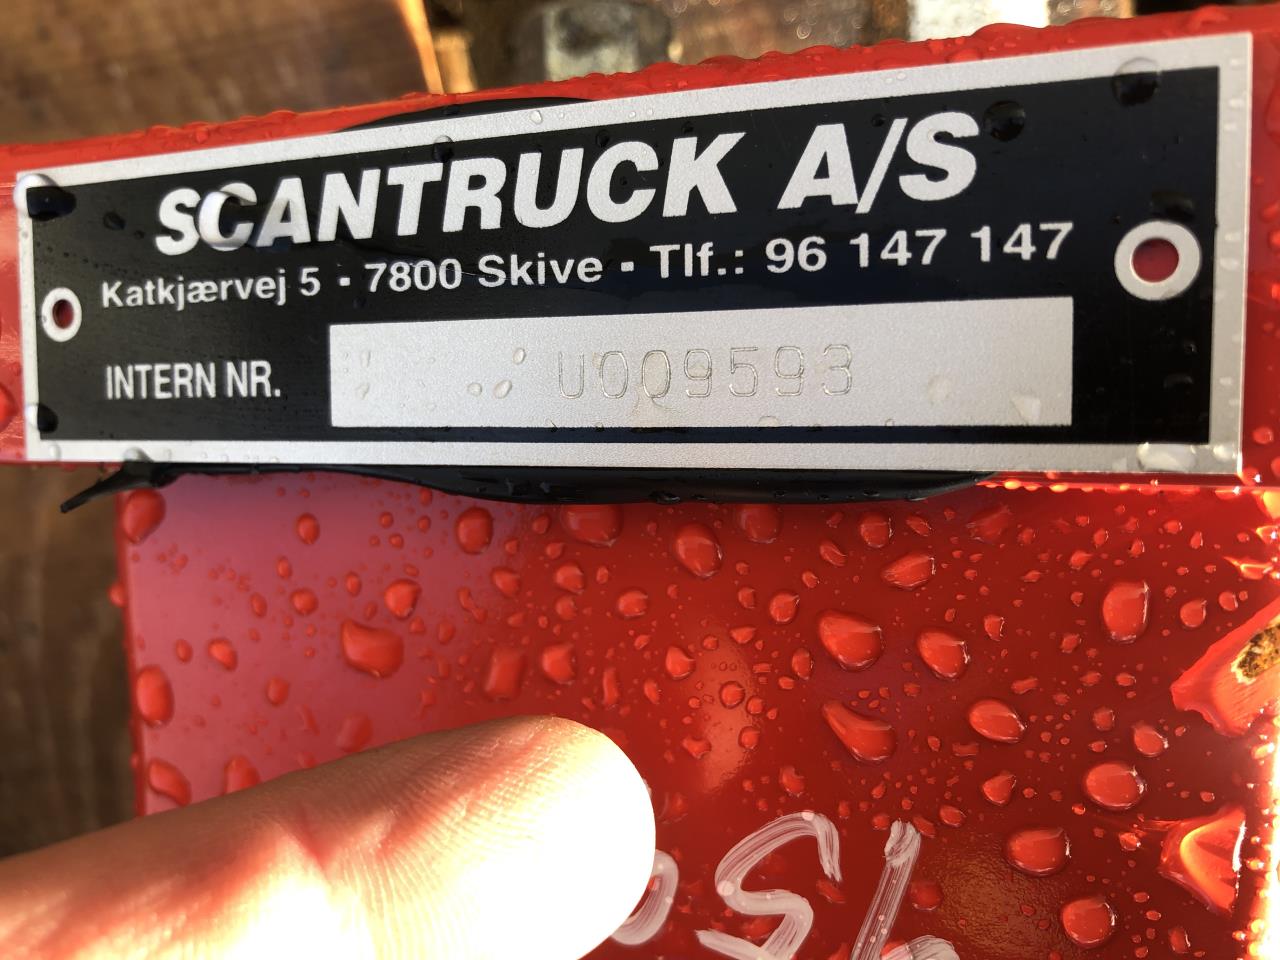 SCANTRUCK A/S
Katkjærvej 5 · 7800 Skive · Tlf.: 96 147 147
INTERN NR. U009593